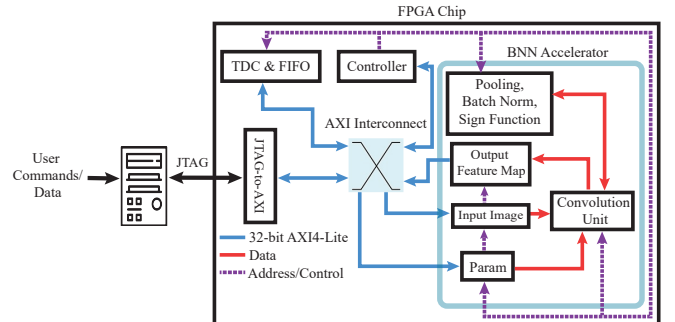 FPGA Chip
TDC & FIFO
Controller
BNN Accelerator
Pooling,
Batch Norm,
Sign Function
AXI Interconnect
User
Commands/
Data
JTAG
JTAG-to-AXI
Output
Feature Map
Input Image
Convolution
Unit
Param
32-bit AXI4-Lite
Data
Address/Control